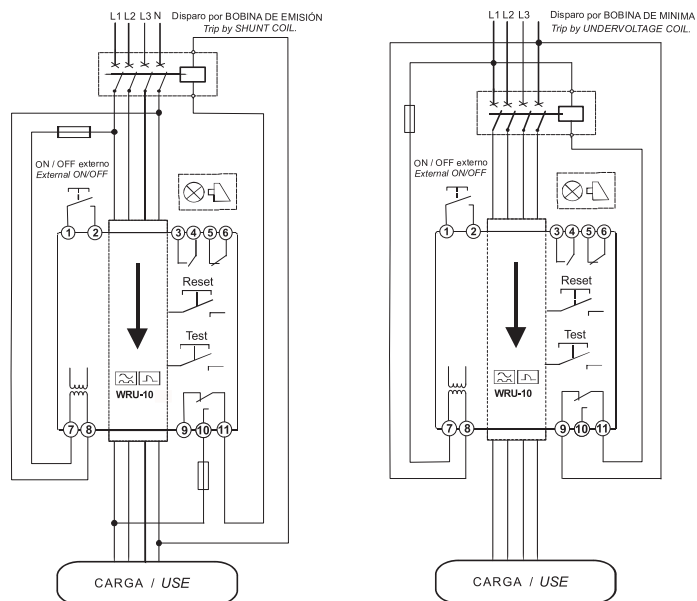 L1 L2 L3 N
Disparo por BOBINA DE EMISIÓN
Trip by SHUNT COIL.
ON / OFF externo
External ON/OFF
1 2 3 4 5 6
Reset
Test
WRU-10
7 8 9 10 11
CARGA / USE
L1 L2 L3
Disparo por BOBINA DE MINIMA
Trip by UNDERVOLTAGE COIL.
ON / OFF externo
External ON/OFF
1 2 3 4 5 6
Reset
Test
WRU-10
7 8 9 10 11
CARGA / USE